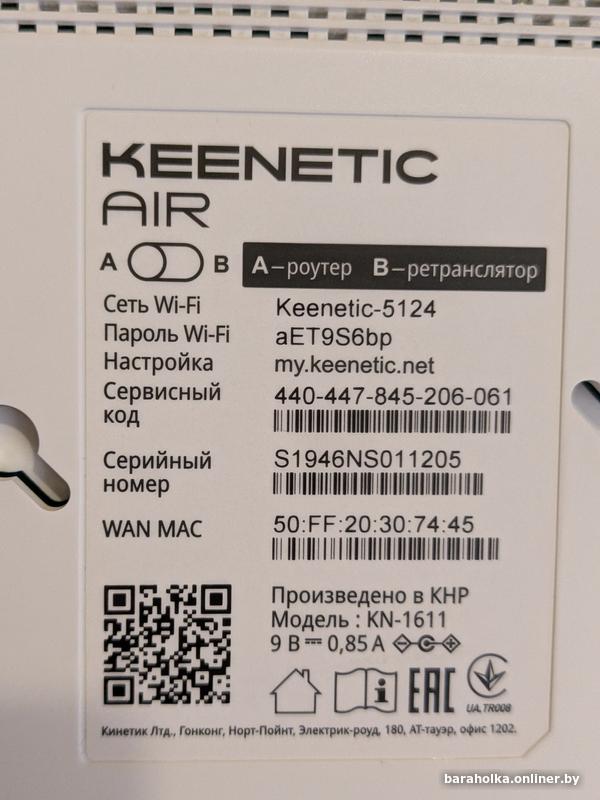 KEENETIC
AIR
A B A–роутер B–ретранслятор
Сеть Wi-Fi Keenetic-5124
Пароль Wi-Fi aET9S6bp
Настройка my.keenetic.net
Сервисный код 440-447-845-206-061
Серийный номер S1946NS011205
WAN MAC 50:FF:20:30:74:45
Произведено в КНР
Модель : KN-1611
9 В 0,85 А
i EAC
UA.TR008
Кинетик Лтд., Гонконг, Норт-Пойнт, Электрик-роуд, 180, АТ-тауэр, офис 1202.
baraholka.onliner.by